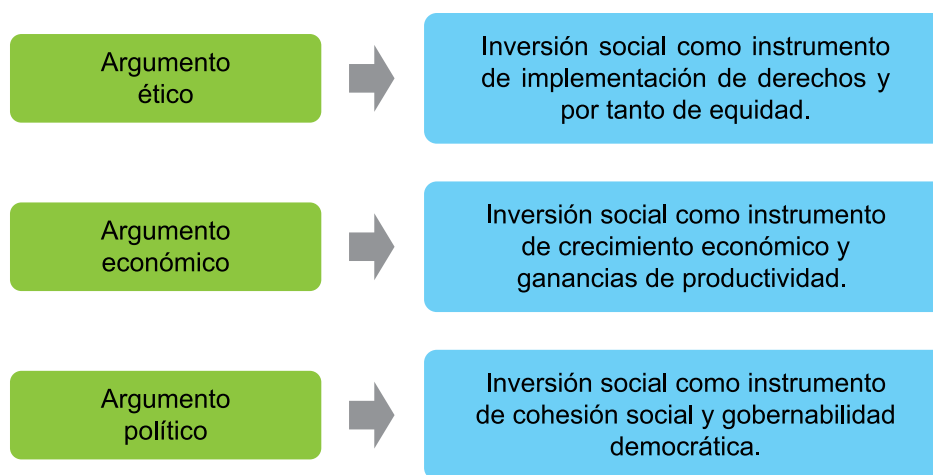 Argumento
ético
Inversión social como instrumento
de implementación de derechos y
por tanto de equidad.
Argumento
económico
Inversión social como instrumento
de crecimiento económico y
ganancias de productividad.
Argumento
político
Inversión social como instrumento
de cohesión social y gobernabilidad
democrática.